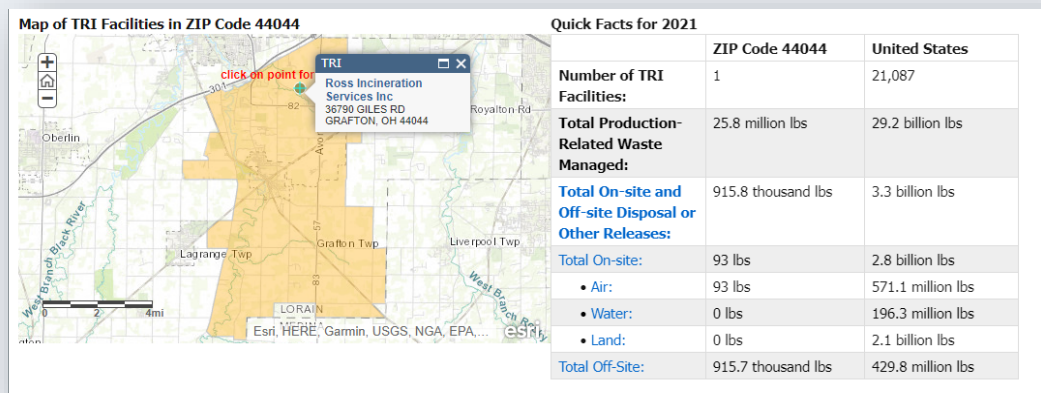 Map of TRI Facilities in ZIP Code 44044
click on point for
TRI
Ross Incineration
Services Inc
36790 GILES RD
GRAFTON, OH 44044
301
82
Royalton Rd
Oberlin
Avo
57
Grafton Twp
Liverpool Twp
Lagrange Twp
83
West Branch Black River
West Branch Rocky
0 2 4mi
LORAIN
MEDINA
Esri, HERE, Garmin, USGS, NGA, EPA,...
esri
gton
Quick Facts for 2021
ZIP Code 44044 United States
Number of TRI Facilities: 1 21,087
Total Production-Related Waste Managed: 25.8 million lbs 29.2 billion lbs
Total On-site and Off-site Disposal or Other Releases: 915.8 thousand lbs 3.3 billion lbs
Total On-site: 93 lbs 2.8 billion lbs
• Air: 93 lbs 571.1 million lbs
• Water: 0 lbs 196.3 million lbs
• Land: 0 lbs 2.1 billion lbs
Total Off-Site: 915.7 thousand lbs 429.8 million lbs